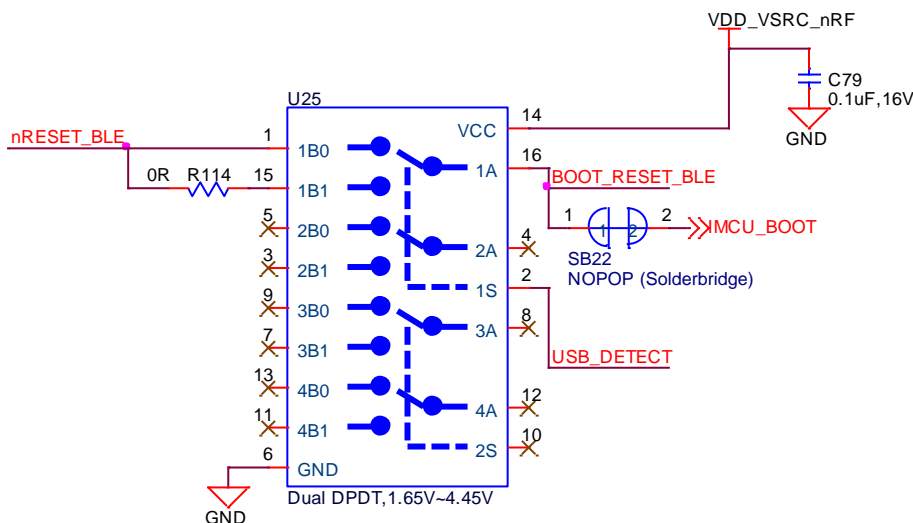 VDD_VSRC_nRF
C79
0.1uF,16V
GND
U25
nRESET_BLE
1
1B0
VCC
14
0R
R114
15
1B1
1A
16
BOOT_RESET_BLE
5
2B0
1
1
2
2
IMCU_BOOT
2A
4
SB22
NOPOP (Solderbridge)
3
2B1
1S
2
9
3B0
3A
8
7
3B1
USB_DETECT
13
4B0
4A
12
11
4B1
2S
10
6
GND
GND
Dual DPDT,1.65V~4.45V